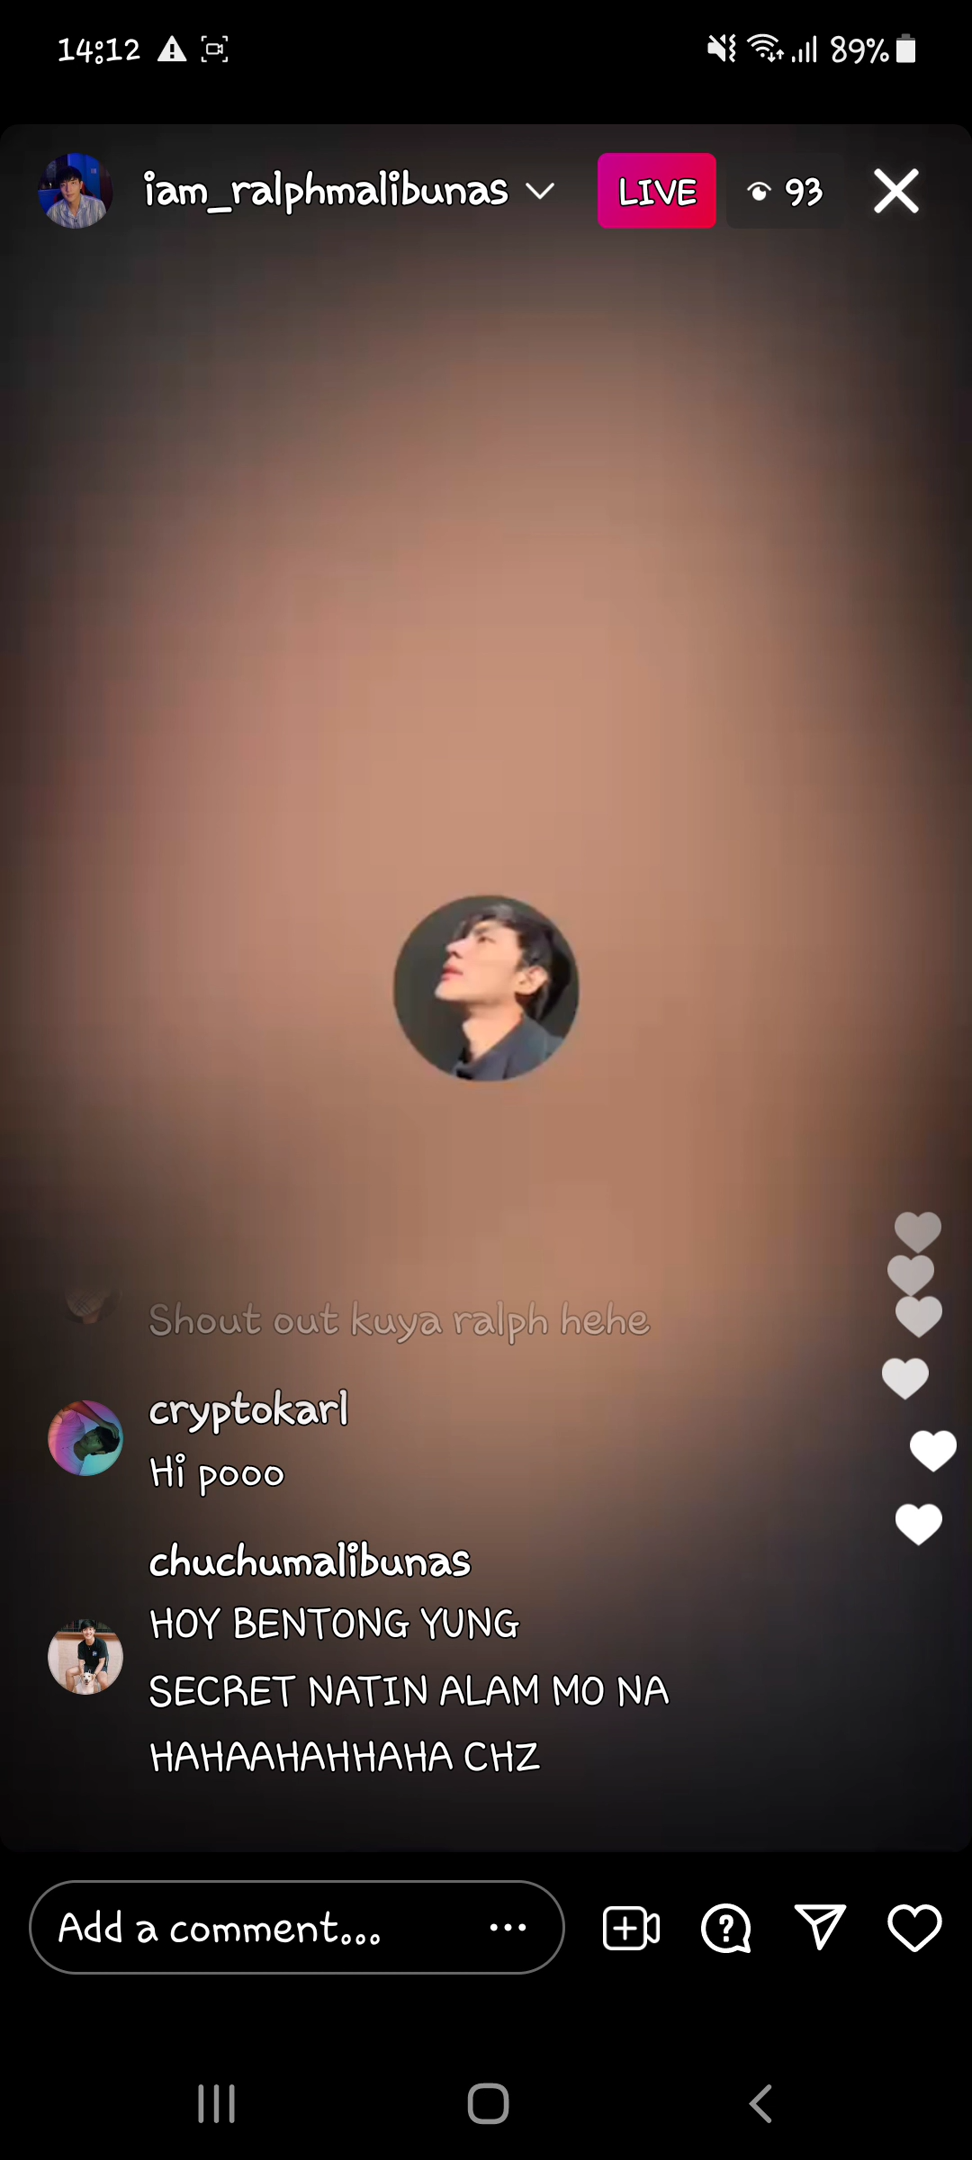 14:12
89%
iam_ralphmalibunas
LIVE
93
Shout out kuya ralph hehe
cryptokarl
Hi pooo
chuchumalibunas
HOY BENTONG YUNG
SECRET NATIN ALAM MO NA
HAHAAHAHHAHA CHZ
Add a comment...